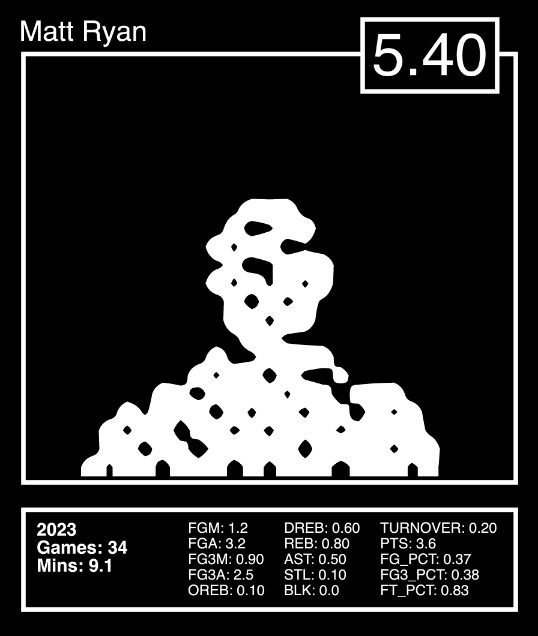 Matt Ryan
5.40
2023
Games: 34
Mins: 9.1
FGM: 1.2
FGA: 3.2
FG3M: 0.90
FG3A: 2.5
OREB: 0.10
DREB: 0.60
REB: 0.80
AST: 0.50
STL: 0.10
BLK: 0.0
TURNOVER: 0.20
PTS: 3.6
FG_PCT: 0.37
FG3_PCT: 0.38
FT_PCT: 0.83